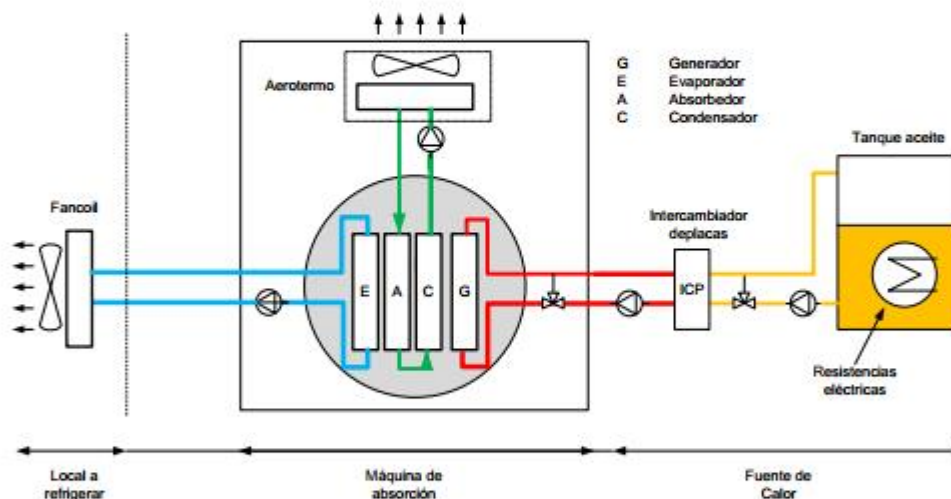 Aerotermo
G Generador
E Evaporador
A Absorbedor
C Condensador
Tanque aceite
Fancoil
Intercambiador
deplacas
E A C G
ICP
Resistencias
eléctricas
Local a
refrigerar
Máquina de
absorción
Fuente de
Calor